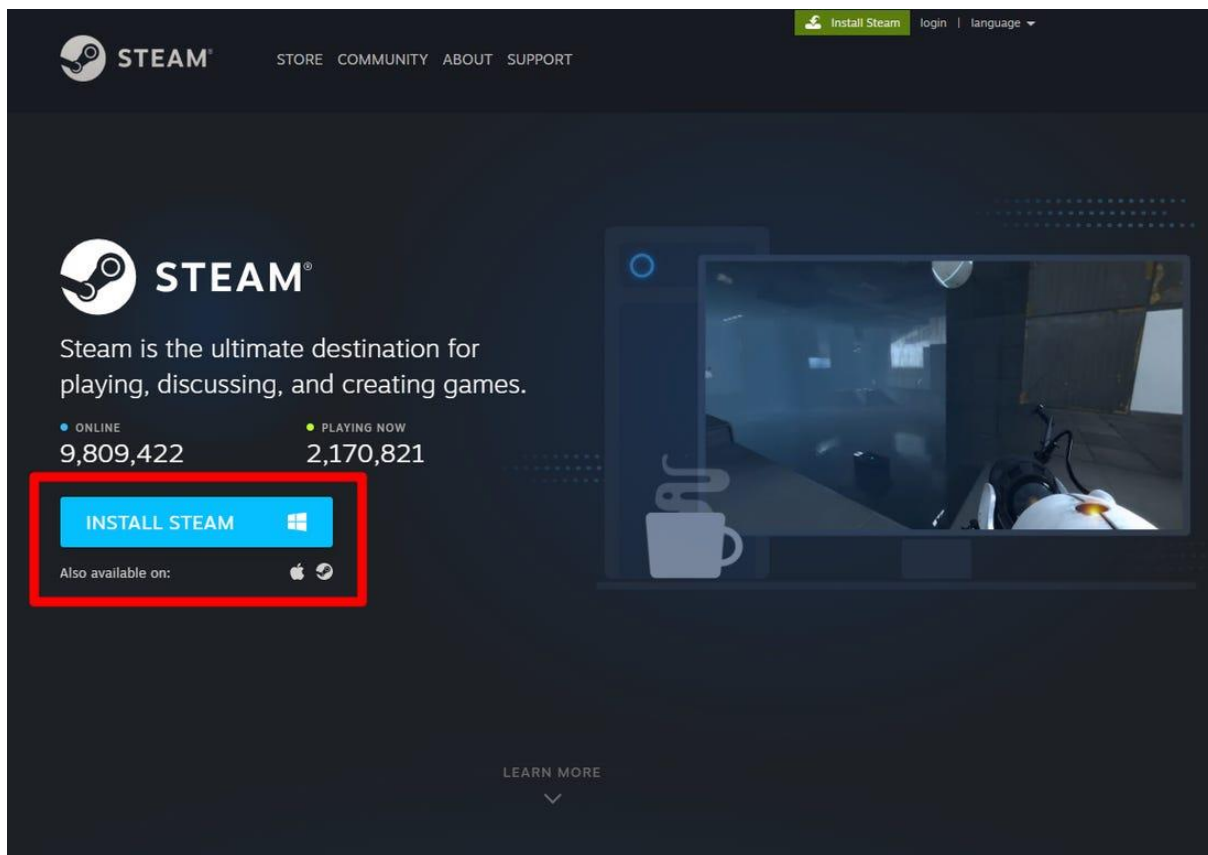 Install Steam login | language
STEAM® STORE COMMUNITY ABOUT SUPPORT
STEAM®
Steam is the ultimate destination for
playing, discussing, and creating games.
ONLINE PLAYING NOW
9,809,422 2,170,821
INSTALL STEAM
Also available on:
LEARN MORE